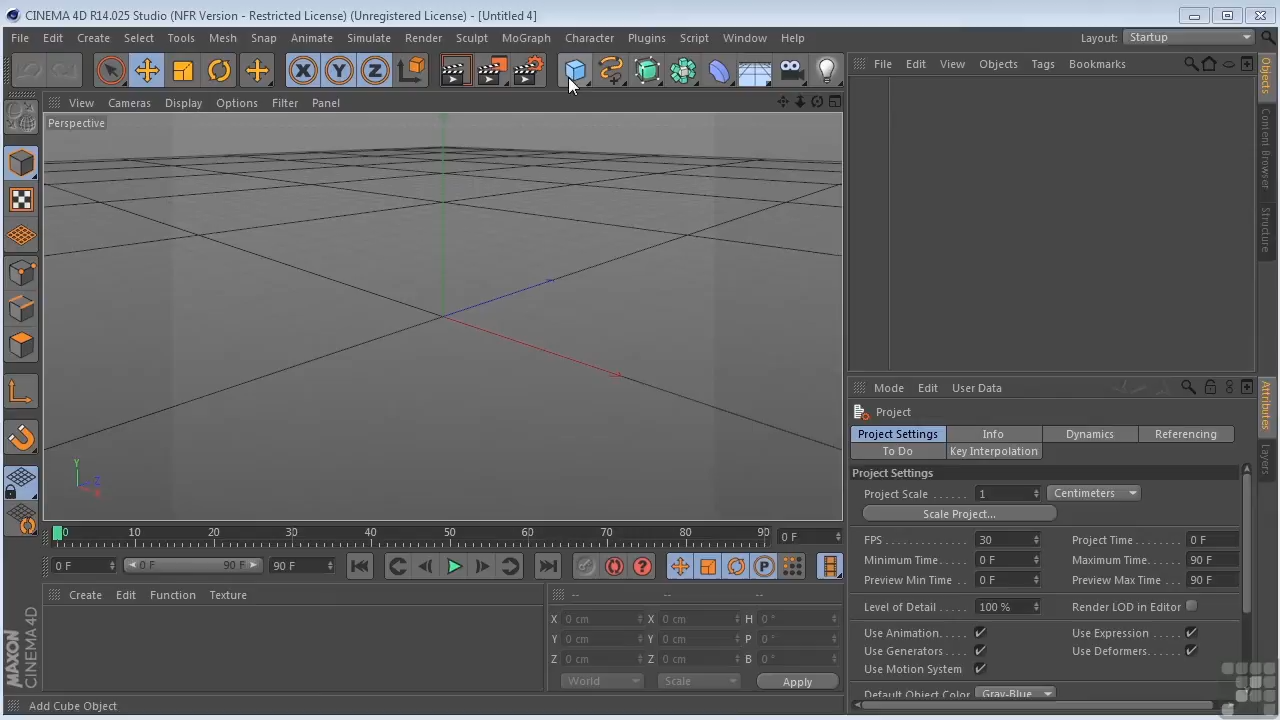 CINEMA 4D R14.025 Studio (NFR Version - Restricted License) (Unregistered License) - [Untitled 4]
File Edit Create Select Tools Mesh Snap Animate Simulate Render Sculpt MoGraph Character Plugins Script Window Help Layout: Startup
X Y Z
File Edit View Objects Tags Bookmarks
Objects
Content Browser
Structure
View Cameras Display Options Filter Panel
Perspective
Y
Z
X
Mode Edit User Data
Attributes
Layers
Project
Project Settings Info Dynamics Referencing
To Do Key Interpolation
Project Settings
Project Scale ...... 1 Centimeters
Scale Project...
FPS .............. 30 Project Time ........ 0 F
Minimum Time .... 0 F Maximum Time ..... 90 F
Preview Min Time .. 0 F Preview Max Time .. 90 F
Level of Detail ..... 100 % Render LOD in Editor
Use Animation..... Use Expression .....
Use Generators .... Use Deformers.....
Use Motion System
Default Object Color Gray-Blue
0 10 20 30 40 50 60 70 80 90 0 F
0 F 0 F 90 F 90 F
P
Create Edit Function Texture
-- -- --
X 0 cm X 0 cm H 0 °
Y 0 cm Y 0 cm P 0 °
Z 0 cm Z 0 cm B 0 °
World Scale Apply
MAXON
CINEMA 4D
Add Cube Object